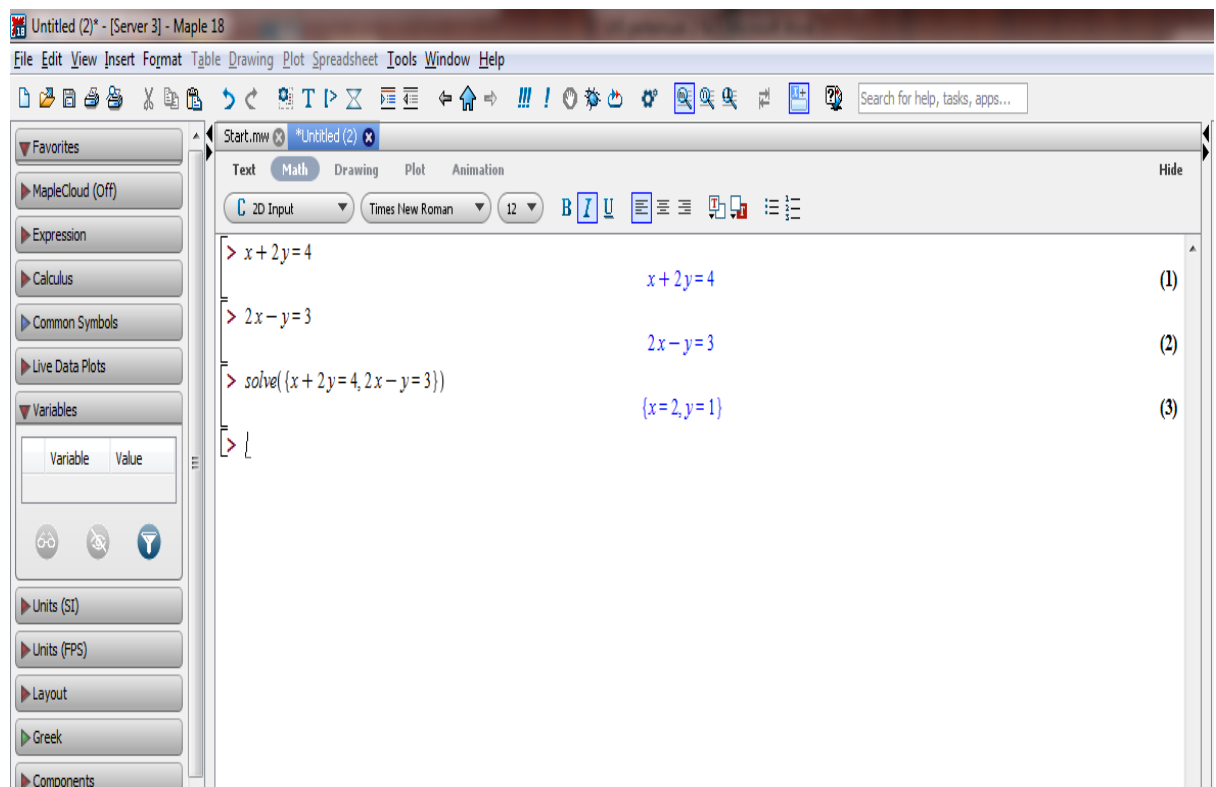 Untitled (2)* - [Server 3] - Maple 18
File Edit View Insert Format Table Drawing Plot Spreadsheet Tools Window Help
Search for help, tasks, apps...
Favorites
MapleCloud (Off)
Expression
Calculus
Common Symbols
Live Data Plots
Variables
Variable Value
Units (SI)
Units (FPS)
Layout
Greek
Components
Start.mw *Untitled (2)
Text Math Drawing Plot Animation Hide
2D Input Times New Roman 12 B I U
> x + 2y = 4
x + 2y = 4 (1)
> 2x − y = 3
2x − y = 3 (2)
> solve({x + 2y = 4, 2x − y = 3})
{x = 2, y = 1} (3)
>